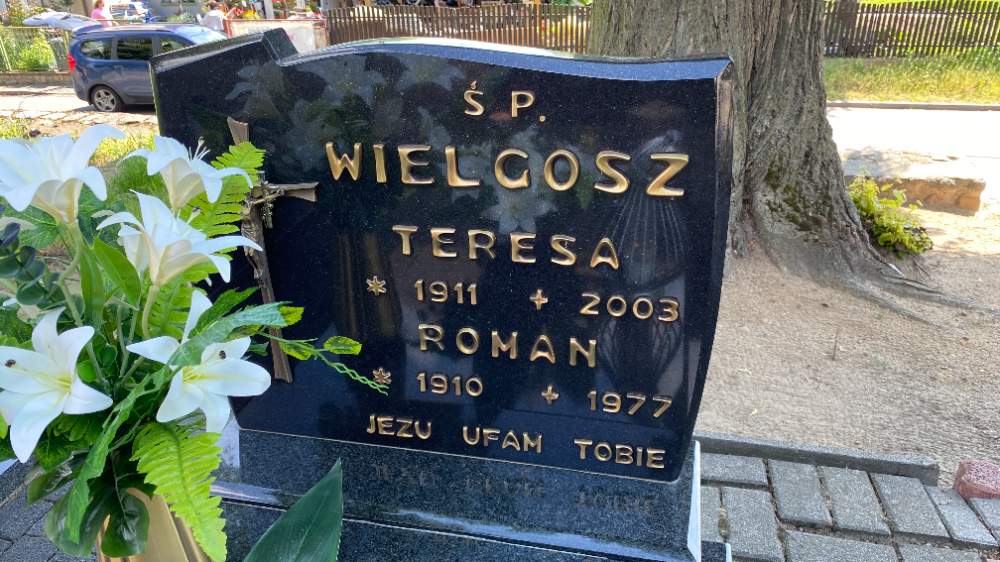 Ś P.
WIELGOSZ
TERESA
* 1911 + 2003
ROMAN
* 1910 + 1977
JEZU UFAM TOBIE